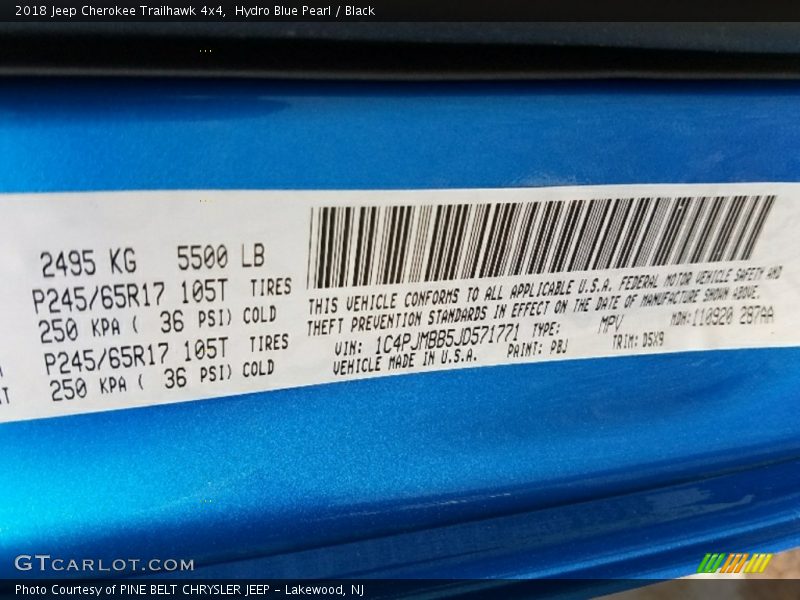 2018 Jeep Cherokee Trailhawk 4x4, Hydro Blue Pearl / Black
2495 KG 5500 LB
P245/65R17 105T TIRES
250 KPA ( 36 PSI) COLD
P245/65R17 105T TIRES
250 KPA ( 36 PSI) COLD
THIS VEHICLE CONFORMS TO ALL APPLICABLE U.S.A. FEDERAL MOTOR VEHICLE SAFETY AND
THEFT PREVENTION STANDARDS IN EFFECT ON THE DATE OF MANUFACTURE SHOWN ABOVE.
VIN: 1C4PJMBB5JD571771 TYPE: MPV MDH: 110920 287AA
VEHICLE MADE IN U.S.A. PAINT: PBJ TRIM: D5X9
GTCARLOT.COM
Photo Courtesy of PINE BELT CHRYSLER JEEP - Lakewood, NJ